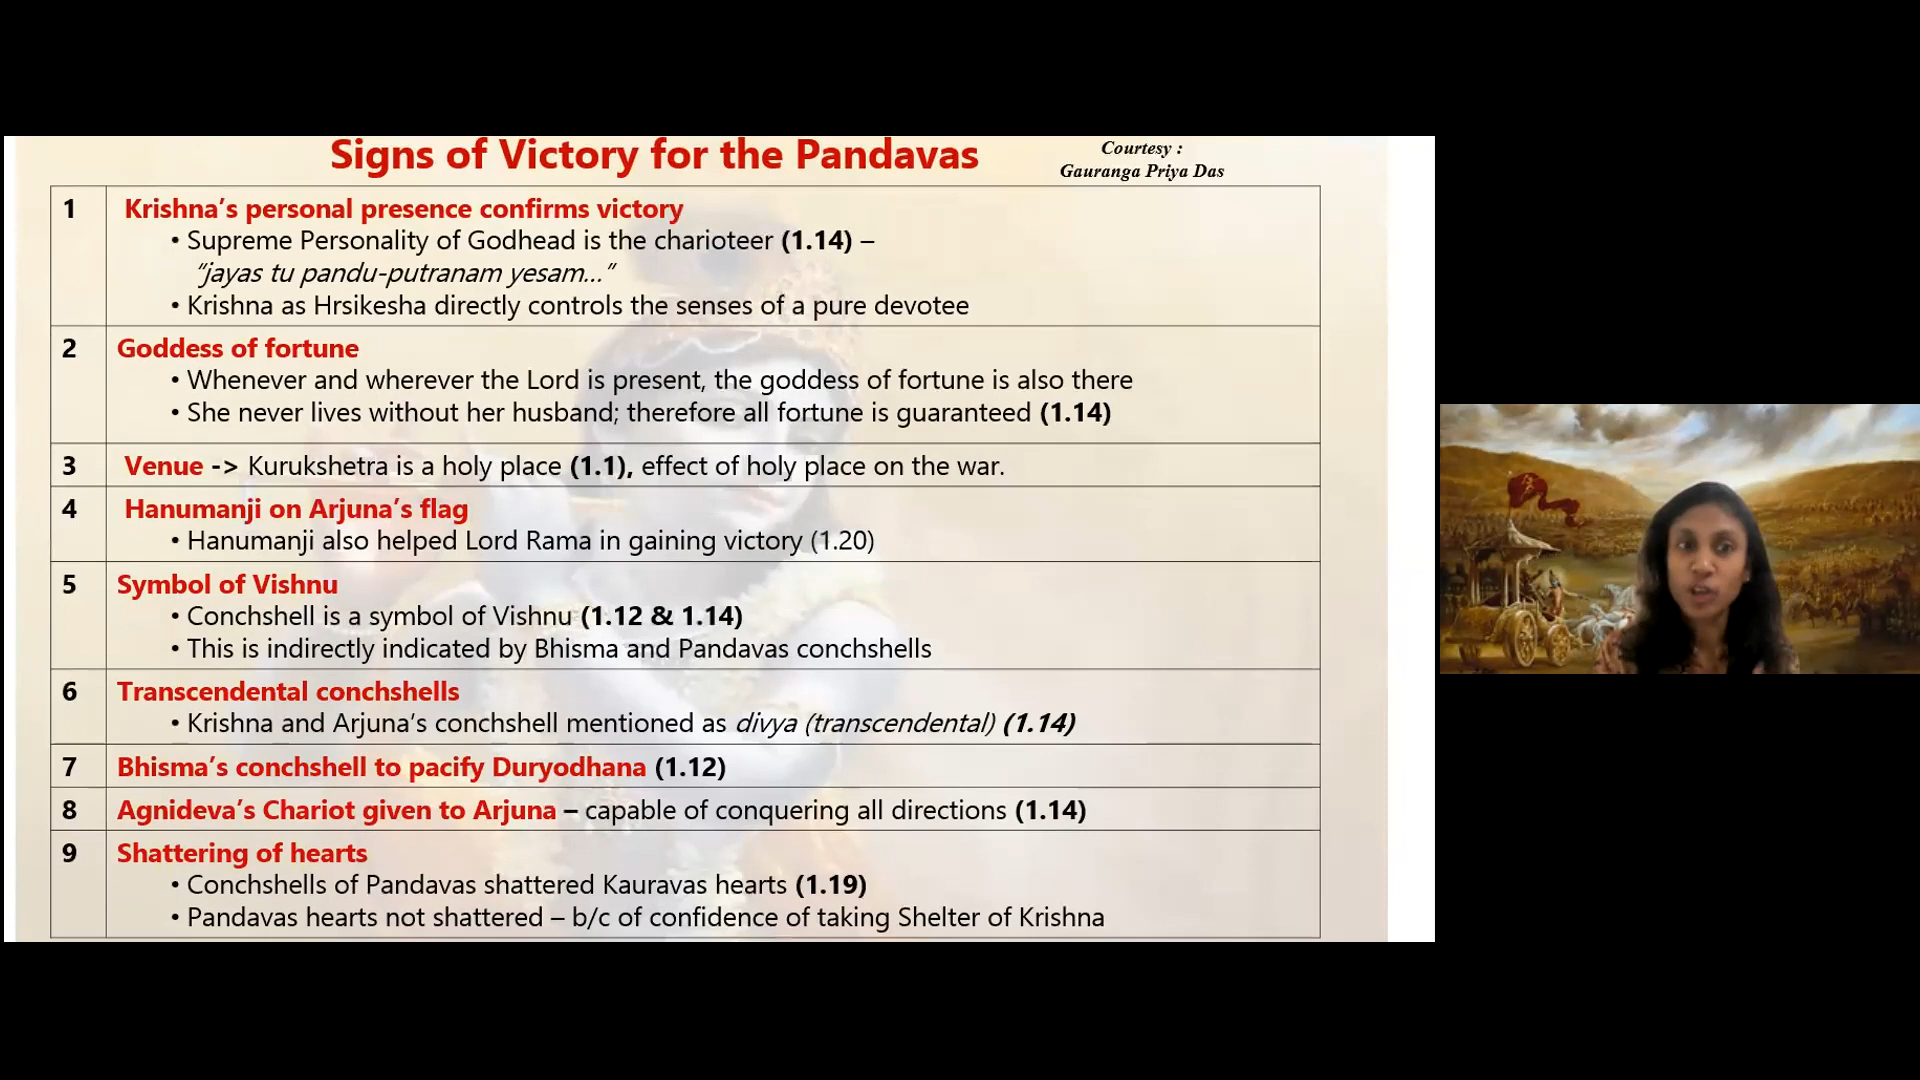 Signs of Victory for the Pandavas
Courtesy :
Gauranga Priya Das
1 Krishna’s personal presence confirms victory
• Supreme Personality of Godhead is the charioteer (1.14) –
“jayas tu pandu-putranam yesam...”
• Krishna as Hrsikesha directly controls the senses of a pure devotee
2 Goddess of fortune
• Whenever and wherever the Lord is present, the goddess of fortune is also there
• She never lives without her husband; therefore all fortune is guaranteed (1.14)
3 Venue -> Kurukshetra is a holy place (1.1), effect of holy place on the war.
4 Hanumanji on Arjuna’s flag
• Hanumanji also helped Lord Rama in gaining victory (1.20)
5 Symbol of Vishnu
• Conchshell is a symbol of Vishnu (1.12 & 1.14)
• This is indirectly indicated by Bhisma and Pandavas conchshells
6 Transcendental conchshells
• Krishna and Arjuna’s conchshell mentioned as divya (transcendental) (1.14)
7 Bhisma’s conchshell to pacify Duryodhana (1.12)
8 Agnideva’s Chariot given to Arjuna – capable of conquering all directions (1.14)
9 Shattering of hearts
• Conchshells of Pandavas shattered Kauravas hearts (1.19)
• Pandavas hearts not shattered – b/c of confidence of taking Shelter of Krishna